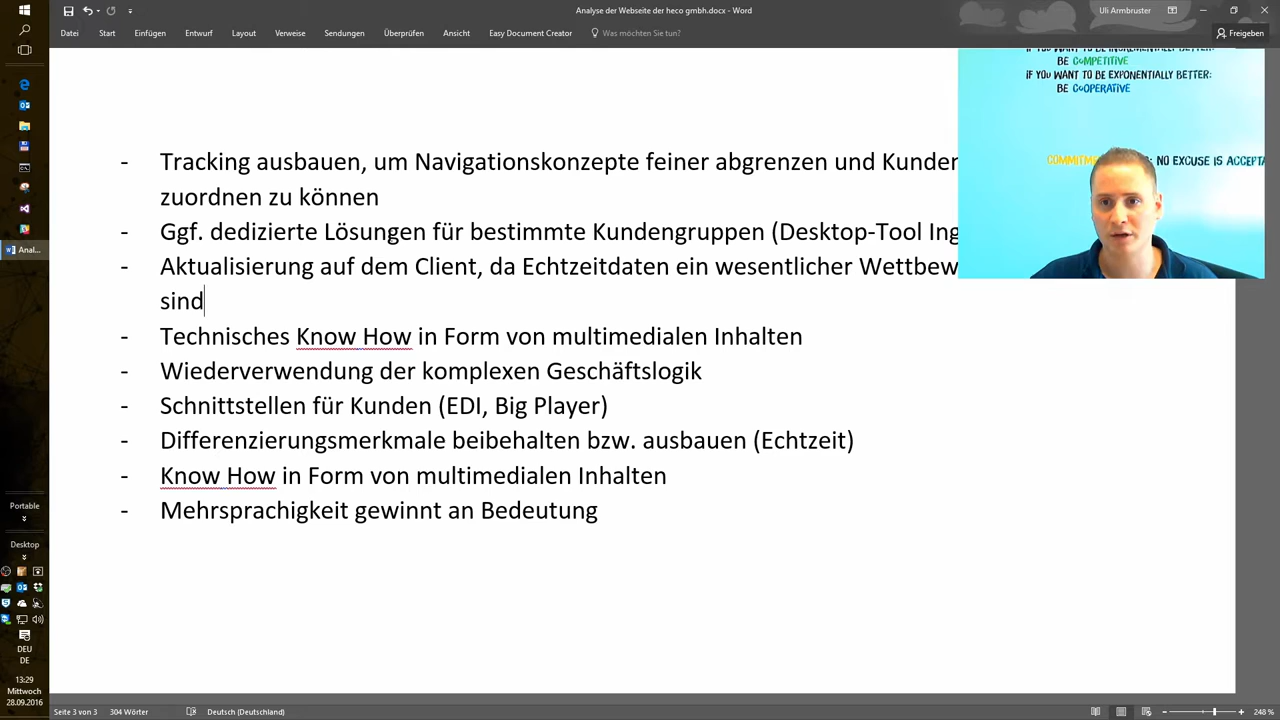 Analyse der Webseite der heco gmbh.docx - Word
Uli Armbruster
Datei Start Einfügen Entwurf Layout Verweise Sendungen Überprüfen Ansicht Easy Document Creator Was möchten Sie tun? Freigeben
IF YOU WANT TO BE INCREMENTALLY BETTER:
BE COMPETITIVE
IF YOU WANT TO BE EXPONENTIALLY BETTER:
BE COOPERATIVE
NO EXCUSE IS ACCEPTA
- Tracking ausbauen, um Navigationskonzepte feiner abgrenzen und Kunden
zuordnen zu können
- Ggf. dedizierte Lösungen für bestimmte Kundengruppen (Desktop-Tool Ing
- Aktualisierung auf dem Client, da Echtzeitdaten ein wesentlicher Wettbew
sind
- Technisches Know How in Form von multimedialen Inhalten
- Wiederverwendung der komplexen Geschäftslogik
- Schnittstellen für Kunden (EDI, Big Player)
- Differenzierungsmerkmale beibehalten bzw. ausbauen (Echtzeit)
- Know How in Form von multimedialen Inhalten
- Mehrsprachigkeit gewinnt an Bedeutung
Anal...
Portable
Desktop
DEU
DE
13:29
Mittwoch
28.09.2016
Seite 3 von 3 304 Wörter Deutsch (Deutschland) 248 %